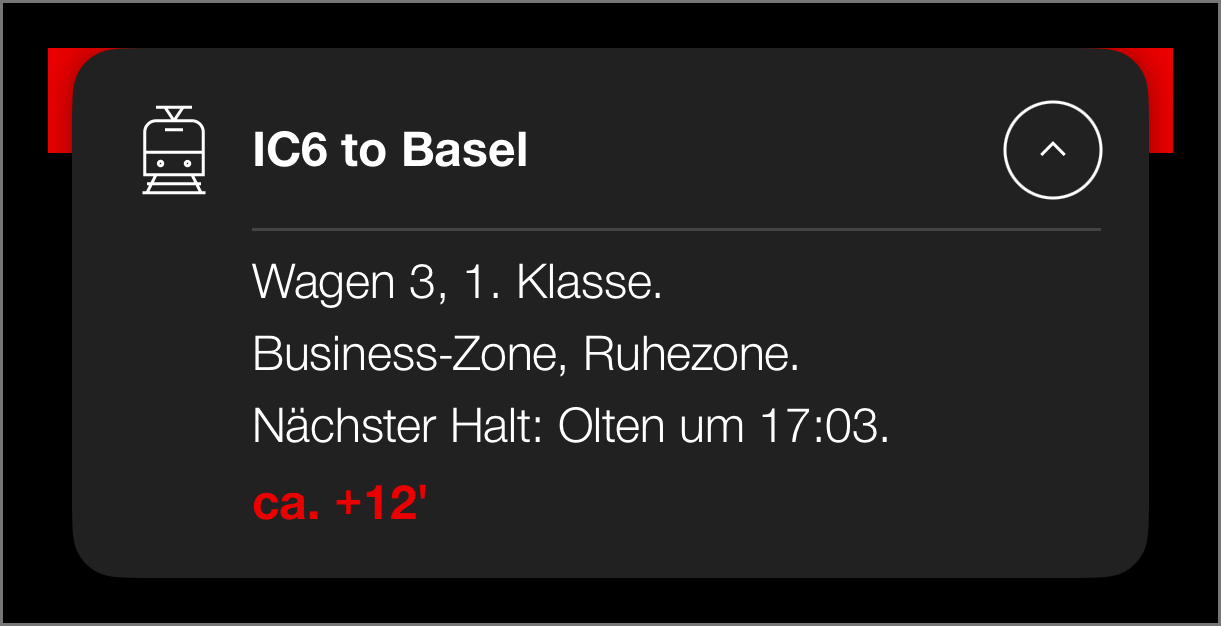 IC6 to Basel
Wagen 3, 1. Klasse.
Business-Zone, Ruhezone.
Nächster Halt: Olten um 17:03.
ca. +12'